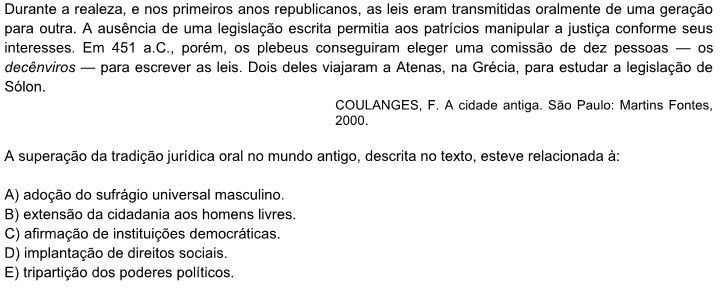 Durante a realeza, e nos primeiros anos republicanos, as leis eram transmitidas oralmente de uma geração
para outra. A ausência de uma legislação escrita permitia aos patrícios manipular a justiça conforme seus
interesses. Em 451 a.C., porém, os plebeus conseguiram eleger uma comissão de dez pessoas — os
decênviros — para escrever as leis. Dois deles viajaram a Atenas, na Grécia, para estudar a legislação de
Sólon.
COULANGES, F. A cidade antiga. São Paulo: Martins Fontes,
2000.
A superação da tradição jurídica oral no mundo antigo, descrita no texto, esteve relacionada à:
A) adoção do sufrágio universal masculino.
B) extensão da cidadania aos homens livres.
C) afirmação de instituições democráticas.
D) implantação de direitos sociais.
E) tripartição dos poderes políticos.